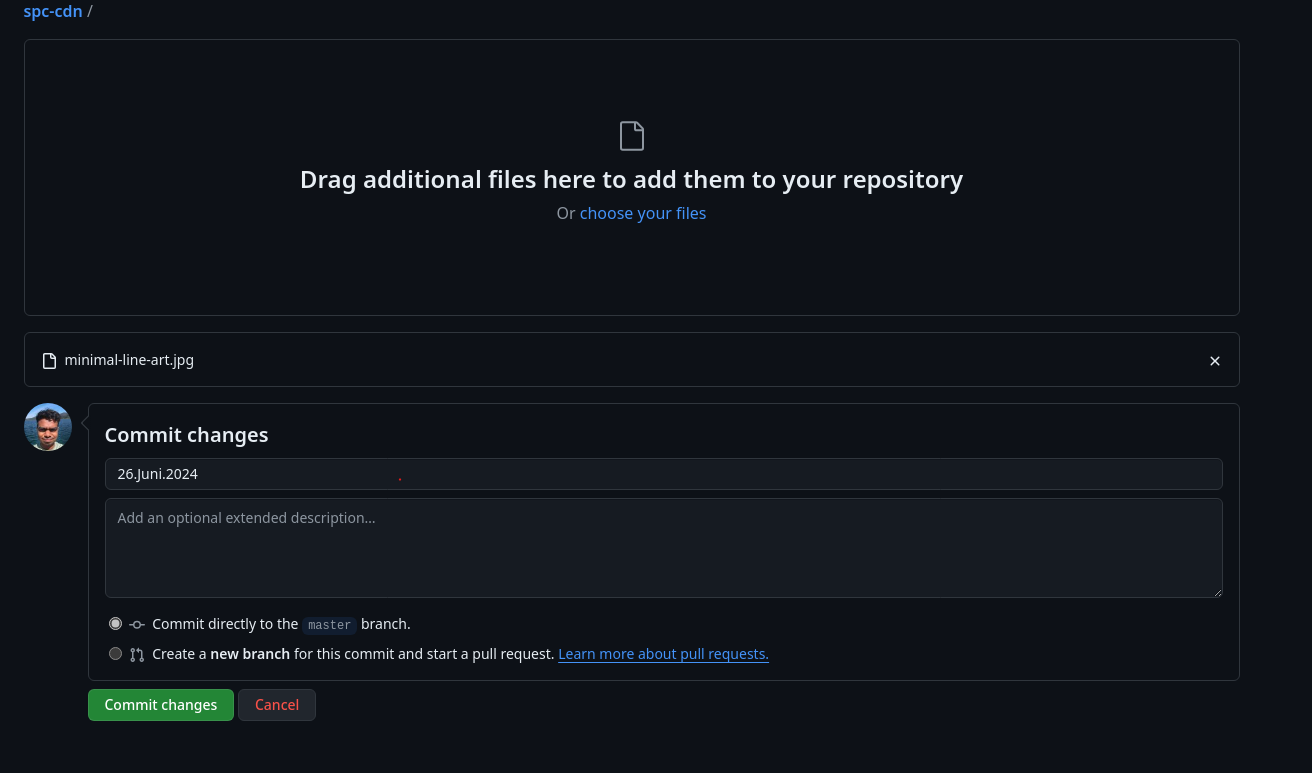 spc-cdn /
Drag additional files here to add them to your repository
Or choose your files
minimal-line-art.jpg
Commit changes
26.Juni.2024
Add an optional extended description…
Commit directly to the master branch.
Create a new branch for this commit and start a pull request. Learn more about pull requests.
Commit changes Cancel